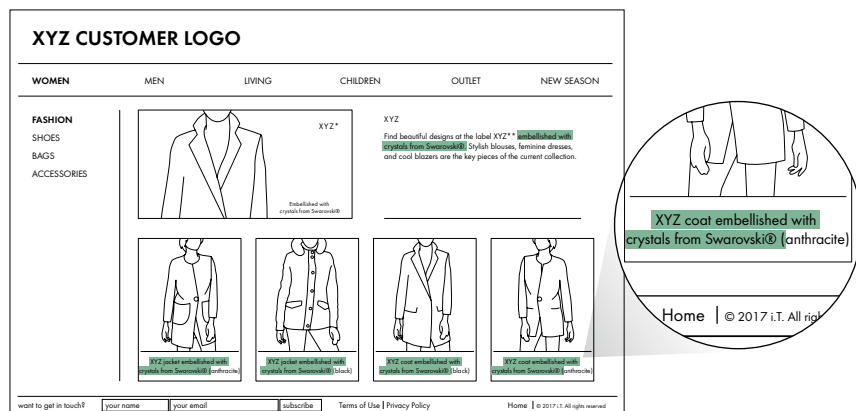 XYZ CUSTOMER LOGO
WOMEN MEN LIVING CHILDREN OUTLET NEW SEASON
FASHION
SHOES
BAGS
ACCESSORIES
XYZ*
Embellished with
crystals from Swarovski®
XYZ
Find beautiful designs at the label XYZ** embellished with
crystals from Swarovski®. Stylish blouses, feminine dresses,
and cool blazers are the key pieces of the current collection.
XYZ jacket embellished with
crystals from Swarovski® (anthracite)
XYZ jacket embellished with
crystals from Swarovski® (black)
XYZ coat embellished with
crystals from Swarovski® (black)
XYZ coat embellished with
crystals from Swarovski® (anthracite)
want to get in touch? your name your email subscribe Terms of Use | Privacy Policy Home | © 2017 i.T. All rights reserved
XYZ coat embellished with
crystals from Swarovski® (anthracite)
Home | © 2017 i.T. All righ